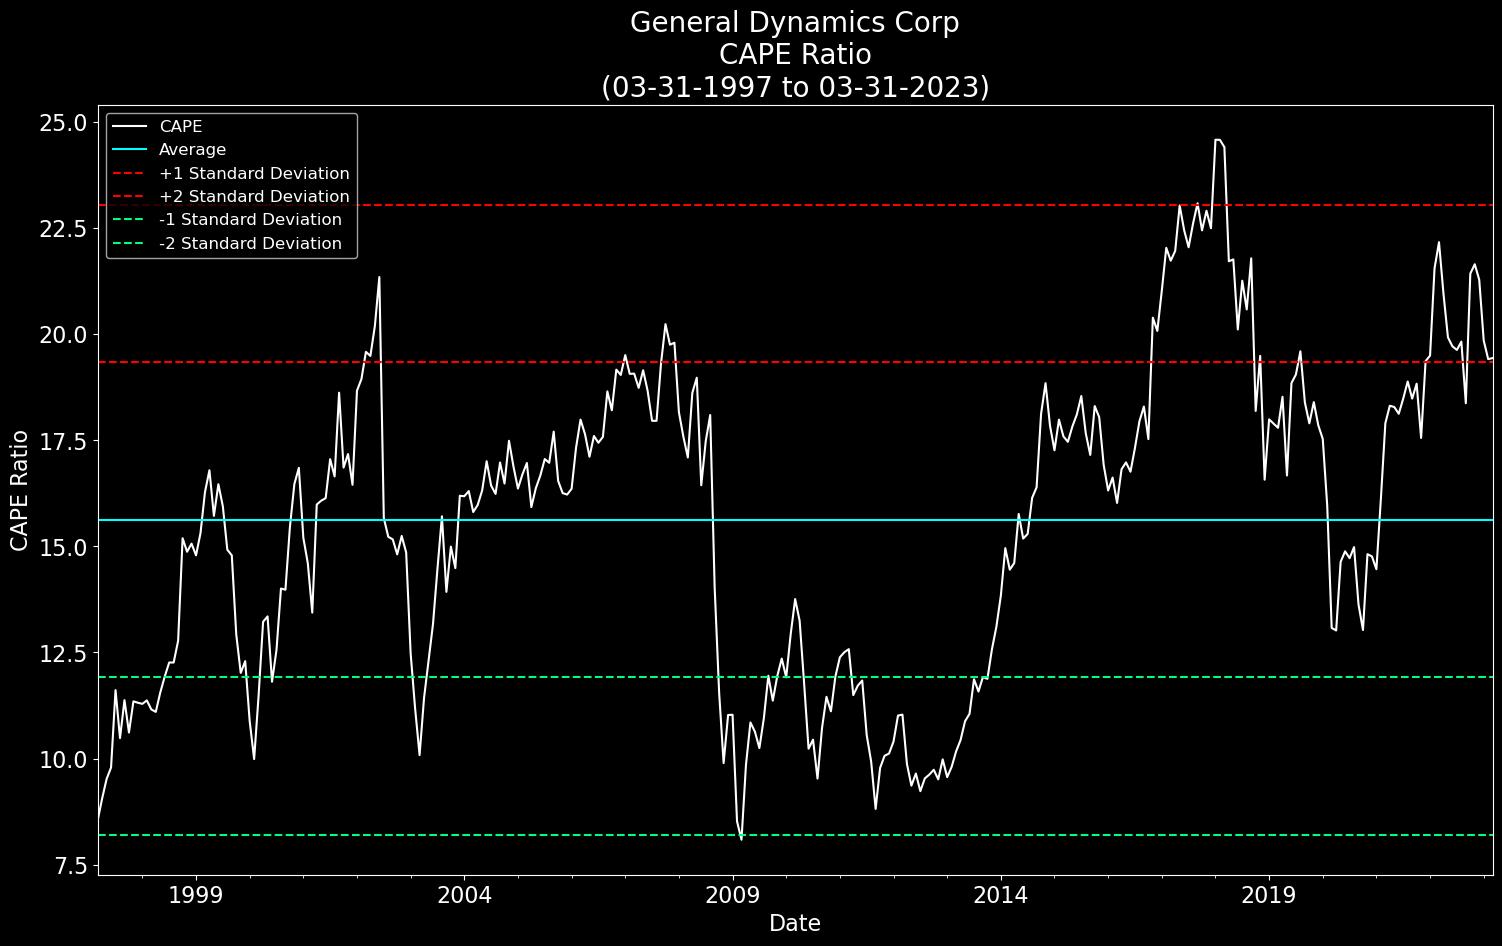 General Dynamics Corp
CAPE Ratio
(03-31-1997 to 03-31-2023)
CAPE
Average
+1 Standard Deviation
+2 Standard Deviation
-1 Standard Deviation
-2 Standard Deviation
25.0
22.5
20.0
17.5
15.0
12.5
10.0
7.5
CAPE Ratio
1999 2004 2009 2014 2019
Date